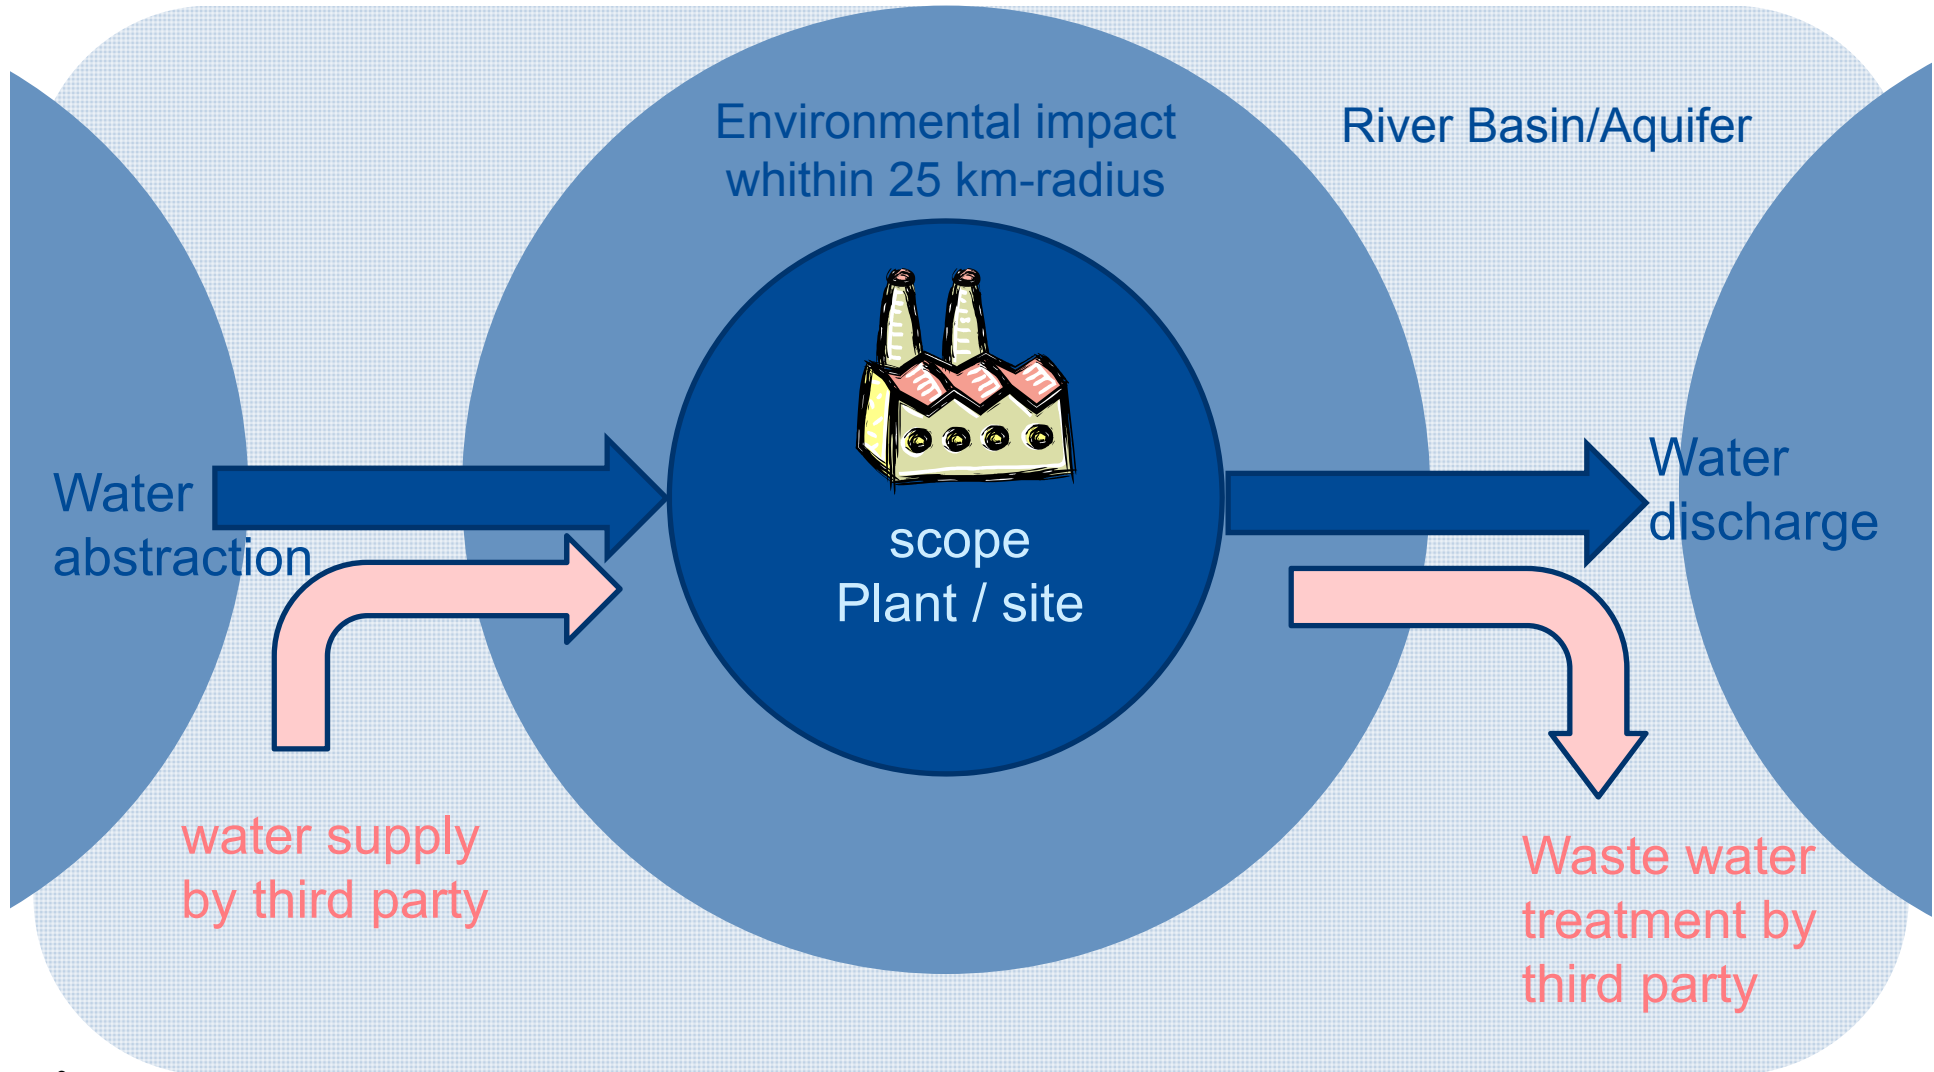 Environmental impact
whithin 25 km-radius
River Basin/Aquifer
Water
abstraction
scope
Plant / site
Water
discharge
water supply
by third party
Waste water
treatment by
third party